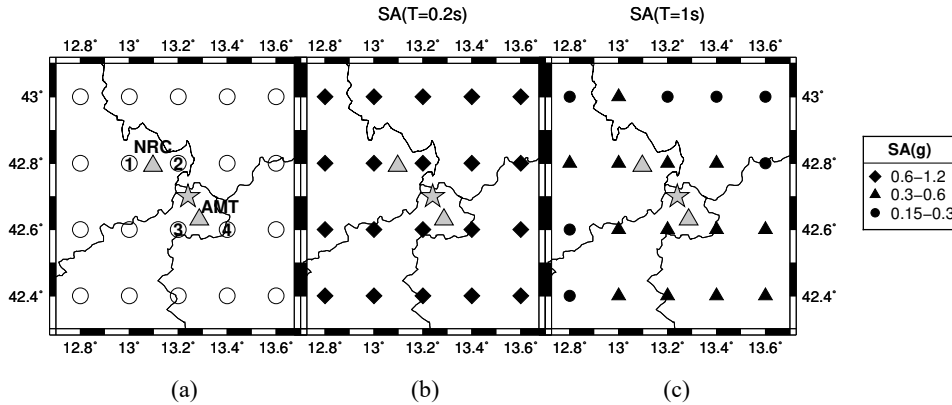 SA(T=0.2s) SA(T=1s)
12.8˚ 13˚ 13.2˚ 13.4˚ 13.6˚ 12.8˚ 13˚ 13.2˚ 13.4˚ 13.6˚ 12.8˚ 13˚ 13.2˚ 13.4˚ 13.6˚
43˚ 43˚
NRC
42.8˚ 1 2 42.8˚
AMT
42.6˚ 3 4 42.6˚
42.4˚ 42.4˚
12.8˚ 13˚ 13.2˚ 13.4˚ 13.6˚ 12.8˚ 13˚ 13.2˚ 13.4˚ 13.6˚ 12.8˚ 13˚ 13.2˚ 13.4˚ 13.6˚
SA(g)
0.6−1.2
0.3−0.6
0.15−0.3
(a) (b) (c)